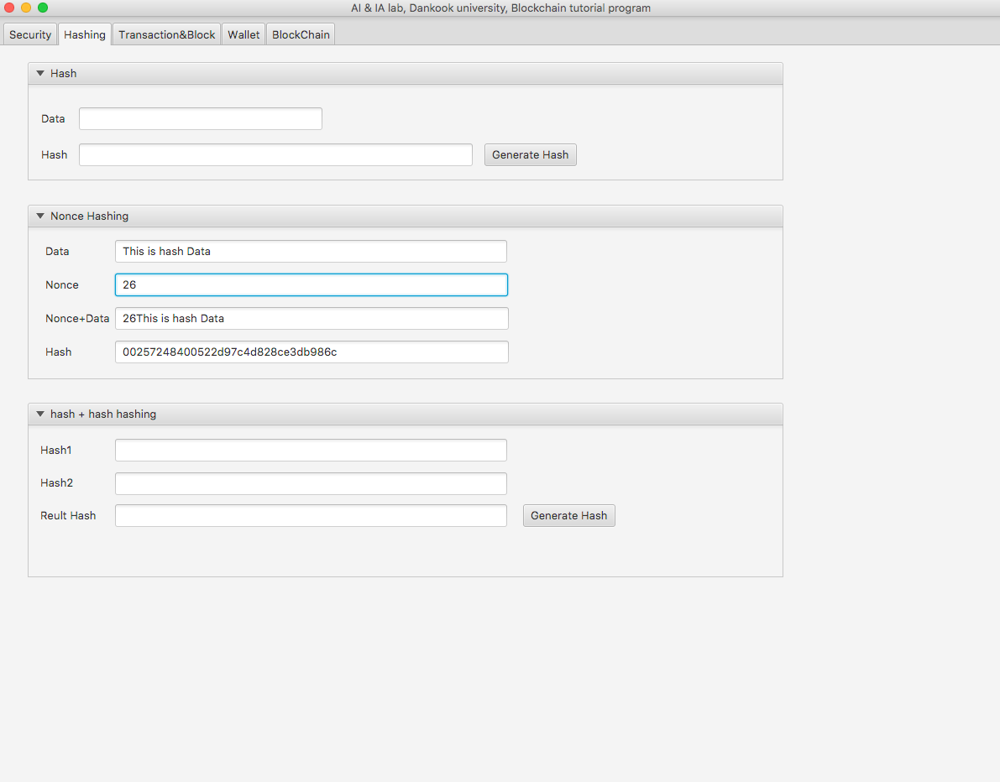 AI & IA lab, Dankook university, Blockchain tutorial program
Security Hashing Transaction&Block Wallet BlockChain
Hash
Data
Hash Generate Hash
Nonce Hashing
Data This is hash Data
Nonce 26
Nonce+Data 26This is hash Data
Hash 00257248400522d97c4d828ce3db986c
hash + hash hashing
Hash1
Hash2
Reult Hash Generate Hash